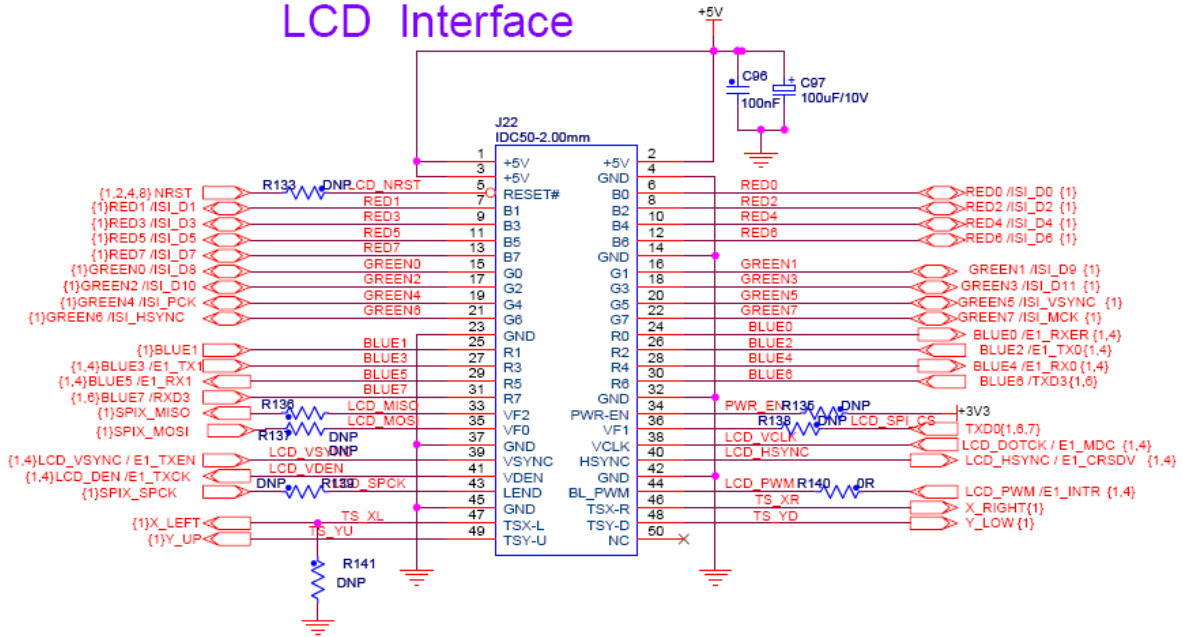 LCD Interface
+5V
C96
100nF
C97
100uF/10V
J22
IDC50-2.00mm
1 +5V +5V 2
3 +5V GND 4
{1,2,4,8} NRST R133 DNP LCD_NRST 5 RESET# B0 6 RED0 RED0 /ISI_D0 {1}
{1}RED1 /ISI_D1 RED1 7 B1 B2 8 RED2 RED2 /ISI_D2 {1}
{1}RED3 /ISI_D3 RED3 9 B3 B4 10 RED4 RED4 /ISI_D4 {1}
{1}RED5 /ISI_D5 RED5 11 B5 B6 12 RED6 RED6 /ISI_D6 {1}
{1}RED7 /ISI_D7 RED7 13 B7 GND 14
{1}GREEN0 /ISI_D8 GREEN0 15 G0 G1 16 GREEN1 GREEN1 /ISI_D9 {1}
{1}GREEN2 /ISI_D10 GREEN2 17 G2 G3 18 GREEN3 GREEN3 /ISI_D11 {1}
{1}GREEN4 /ISI_PCK GREEN4 19 G4 G5 20 GREEN5 GREEN5 /ISI_VSYNC {1}
{1}GREEN6 /ISI_HSYNC GREEN6 21 G6 G7 22 GREEN7 GREEN7 /ISI_MCK {1}
23 GND R0 24 BLUE0 BLUE0 /E1_RXER {1,4}
{1}BLUE1 BLUE1 25 R1 R2 26 BLUE2 BLUE2 /E1_TX0{1,4}
{1,4}BLUE3 /E1_TX1 BLUE3 27 R3 R4 28 BLUE4 BLUE4 /E1_RX0 {1,4}
{1,4}BLUE5 /E1_RX1 BLUE5 29 R5 R6 30 BLUE6 BLUE6 /TXD3{1,6}
{1,6}BLUE7 /RXD3 BLUE7 31 R7 GND 32
{1}SPIX_MISO R136 LCD_MISO 33 VF2 PWR-EN 34 PWR_EN R135 DNP +3V3
{1}SPIX_MOSI R137 DNP LCD_MOSI 35 VF0 VF1 36 R138 DNP LCD_SPI_CS TXD0{1,6,7}
DNP 37 GND VCLK 38 LCD_VCLK LCD_DOTCK / E1_MDC {1,4}
{1,4}LCD_VSYNC / E1_TXEN LCD_VSYNC 39 VSYNC HSYNC 40 LCD_HSYNC LCD_HSYNC / E1_CRSDV {1,4}
{1,4}LCD_DEN /E1_TXCK LCD_VDEN 41 VDEN GND 42
{1}SPIX_SPCK DNP R139 LCD_SPCK 43 LEND BL_PWM 44 LCD_PWM R140 0R LCD_PWM /E1_INTR {1,4}
45 GND TSX-R 46 TS_XR X_RIGHT{1}
{1}X_LEFT TS_XL 47 TSX-L TSY-D 48 TS_YD Y_LOW{1}
{1}Y_UP TS_YU 49 TSY-U NC 50
R141
DNP